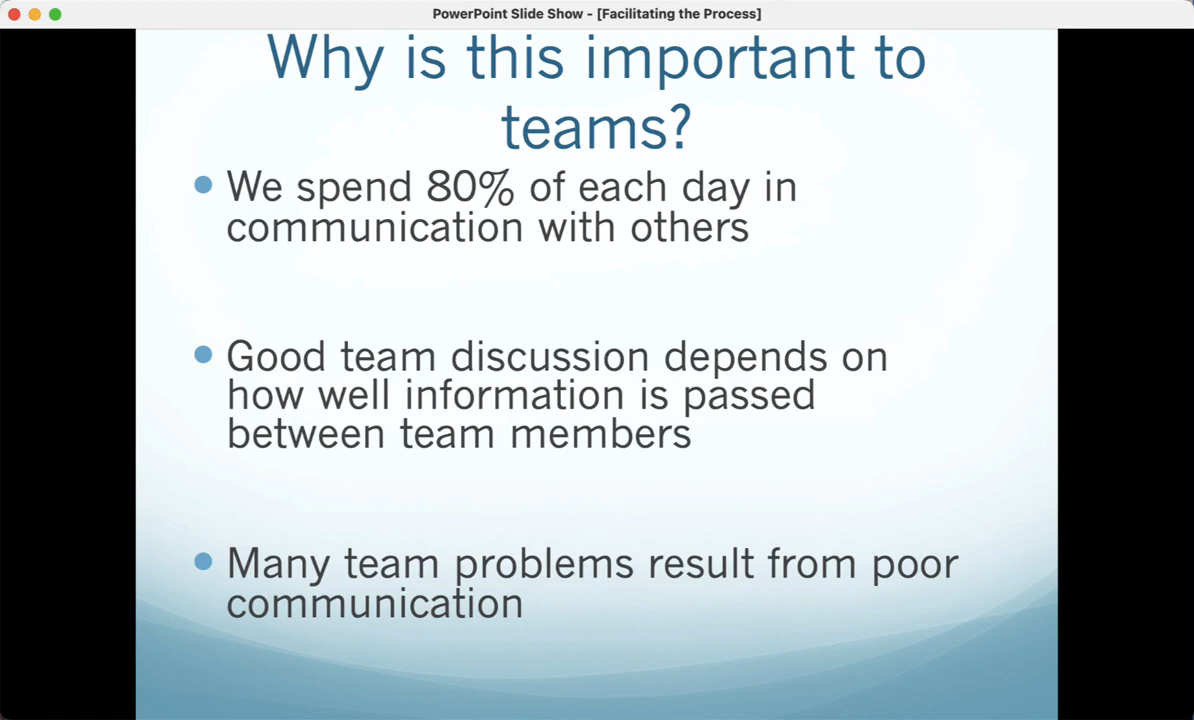 PowerPoint Slide Show - [Facilitating the Process]
Why is this important to
teams?
• We spend 80% of each day in
communication with others
• Good team discussion depends on
how well information is passed
between team members
• Many team problems result from poor
communication